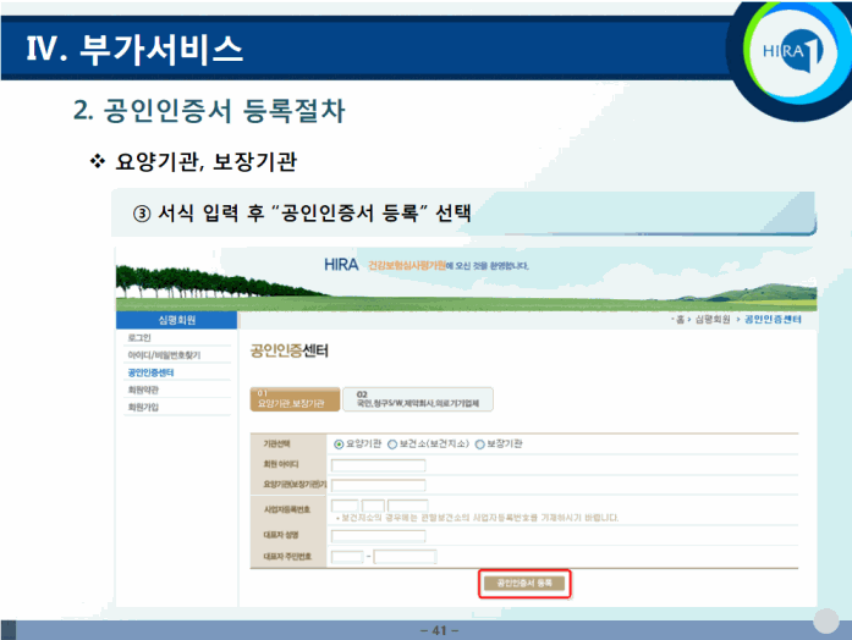 Ⅳ. 부가서비스
HIRA
2. 공인인증서 등록절차
❖ 요양기관, 보장기관
③ 서식 입력 후 “공인인증서 등록” 선택
HIRA 건강보험심사평가원에 오신 것을 환영합니다.
심평회원
홈 > 심평회원 > 공인인증센터
로그인
아이디/비밀번호찾기
공인인증센터
회원약관
회원가입
공인인증센터
01
요양기관,보장기관
02
국민,청구S/W,제약회사,의료기기업체
기관선택
요양기관 보건소(보건지소) 보장기관
회원 아이디
요양기관(보장기관)기
사업자등록번호
보건지소의 경우에는 관할보건소의 사업자등록번호를 기재하시기 바랍니다.
대표자 성명
대표자 주민번호 -
공인인증서 등록
– 41 –